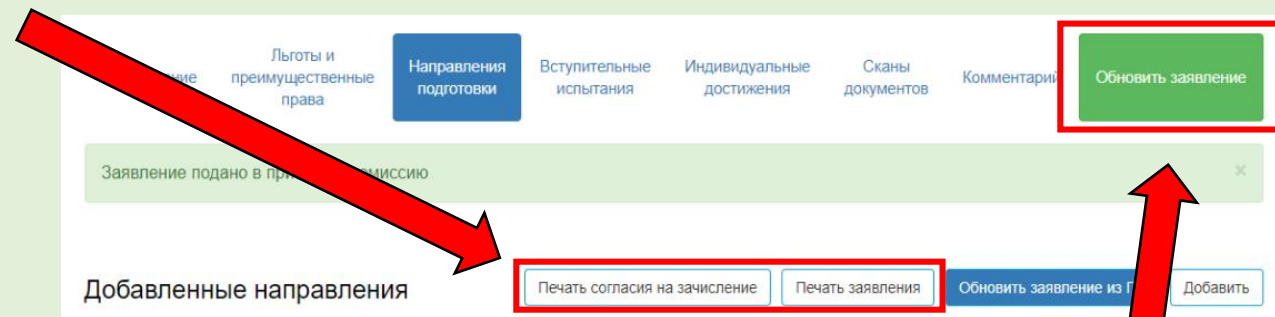 Льготы и
преимущественные
права
Направления
подготовки
Вступительные
испытания
Индивидуальные
достижения
Сканы
документов
Комментарий
Обновить заявление
Заявление подано в
×
Добавленные направления
Печать согласия на зачисление
Печать заявления
Обновить заявление из
Добавить